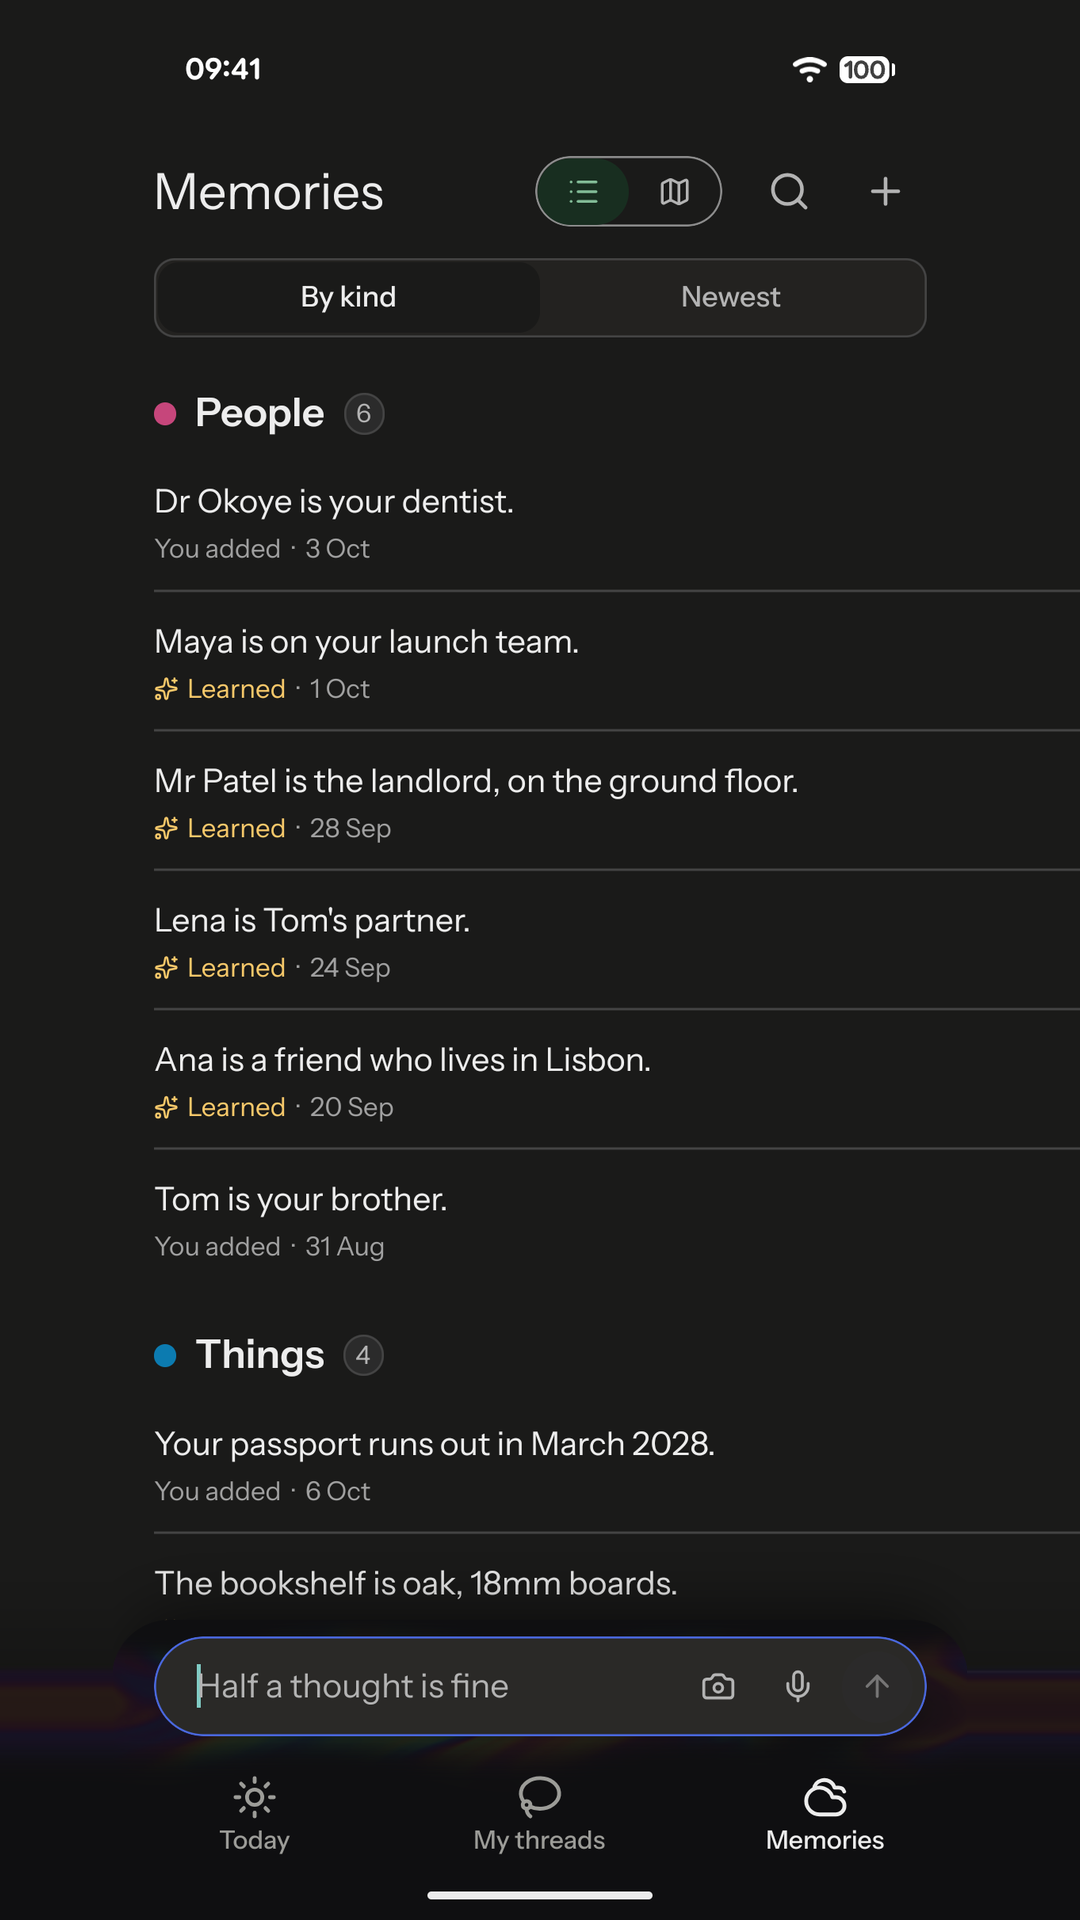 09:41
100
Memories
By kind
Newest
People 6
Dr Okoye is your dentist.
You added · 3 Oct
Maya is on your launch team.
Learned · 1 Oct
Mr Patel is the landlord, on the ground floor.
Learned · 28 Sep
Lena is Tom's partner.
Learned · 24 Sep
Ana is a friend who lives in Lisbon.
Learned · 20 Sep
Tom is your brother.
You added · 31 Aug
Things 4
Your passport runs out in March 2028.
You added · 6 Oct
The bookshelf is oak, 18mm boards.
Half a thought is fine
Today
My threads
Memories